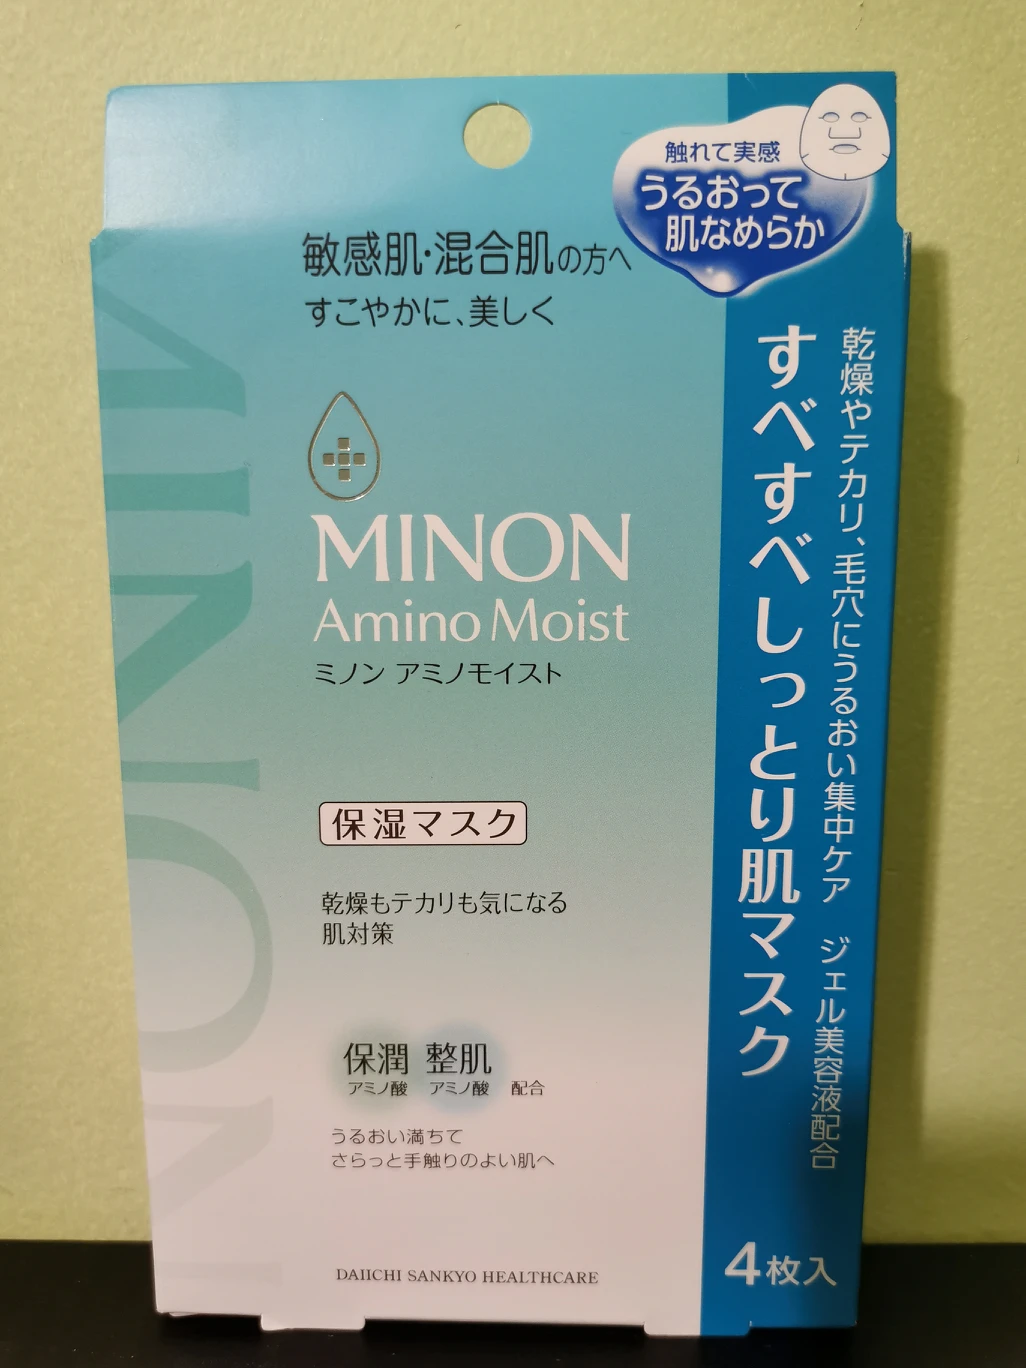 触れて実感
うるおって
肌なめらか
敏感肌・混合肌の方へ
すこやかに、美しく
MINON
Amino Moist
ミノン アミノモイスト
保湿マスク
乾燥もテカリも気になる
肌対策
保潤 整肌
アミノ酸 アミノ酸 配合
うるおい満ちて
さらっと手触りのよい肌へ
DAIICHI SANKYO HEALTHCARE
乾燥やテカリ、毛穴にうるおい集中ケア ジェル美容液配合
すべすべしっとり肌マスク
4枚入
MINON